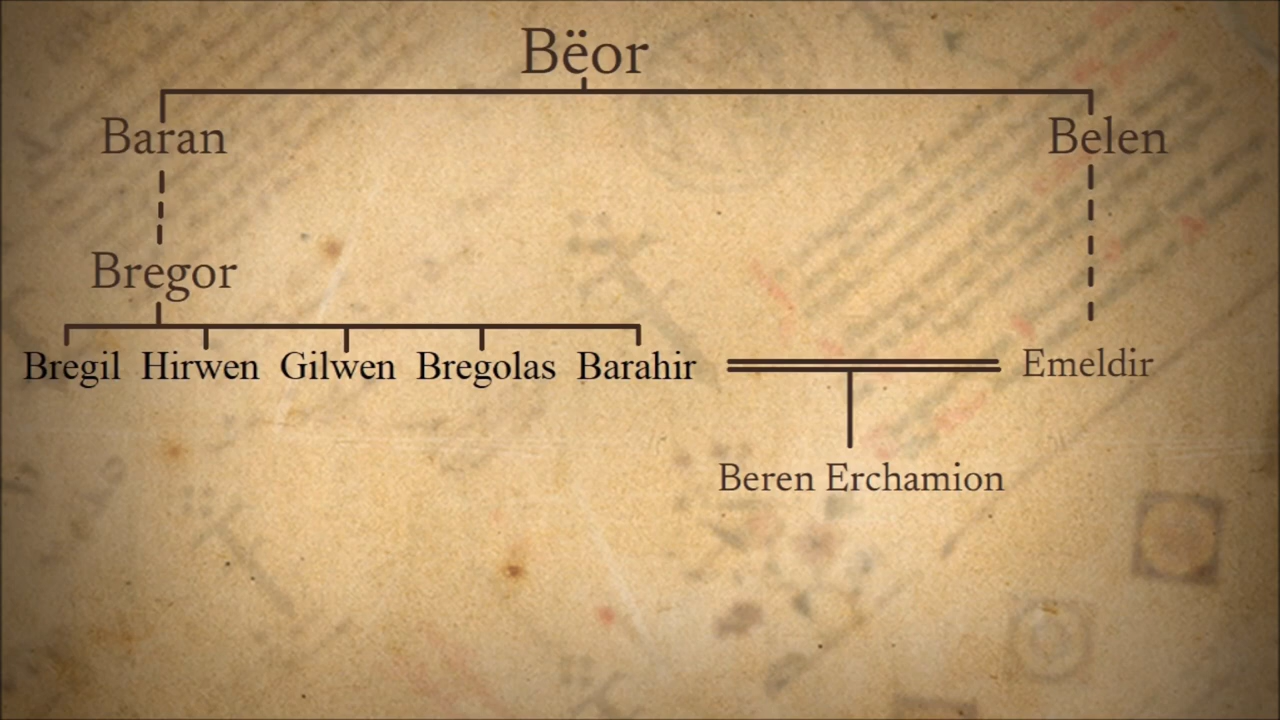 Bëor
Baran Belen
Bregor
Bregil Hirwen Gilwen Bregolas Barahir Emeldir
Beren Erchamion